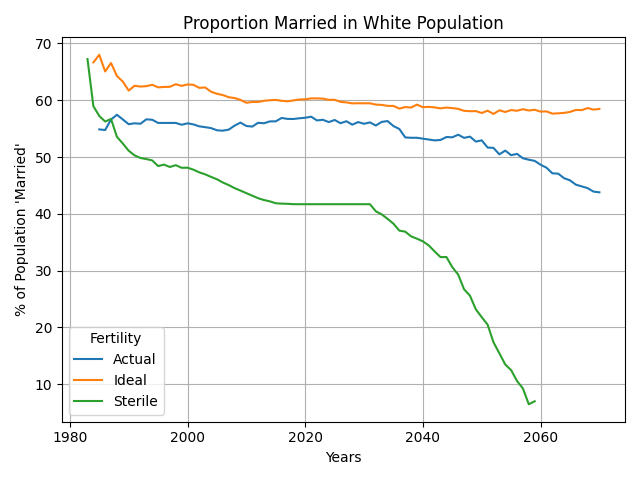 Proportion Married in White Population
% of Population 'Married'
70
60
50
40
30
20
10
Fertility
Actual
Ideal
Sterile
1980
2000
2020
2040
2060
Years